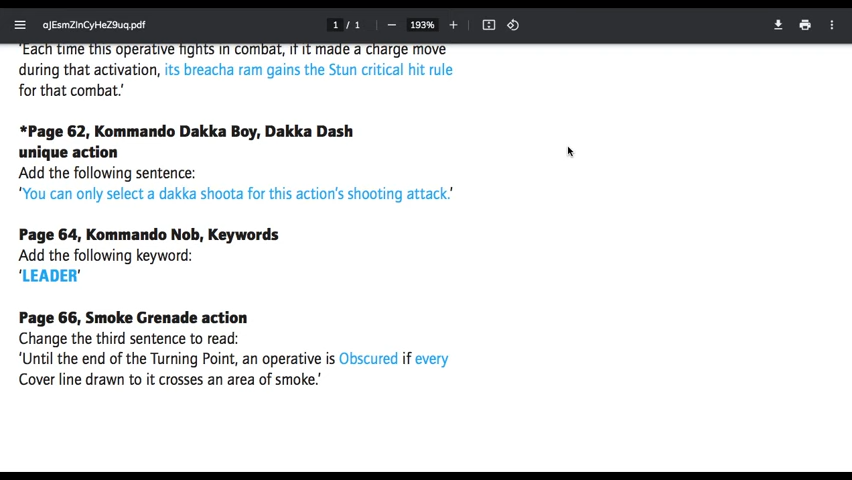 oJEsmZlnCyHeZ9uq.pdf
1 / 1
193%
'Each time this operative fights in combat, if it made a charge move
during that activation, its breacha ram gains the Stun critical hit rule
for that combat.'
*Page 62, Kommando Dakka Boy, Dakka Dash
unique action
Add the following sentence:
'You can only select a dakka shoota for this action's shooting attack.'
Page 64, Kommando Nob, Keywords
Add the following keyword:
'LEADER'
Page 66, Smoke Grenade action
Change the third sentence to read:
'Until the end of the Turning Point, an operative is Obscured if every
Cover line drawn to it crosses an area of smoke.'